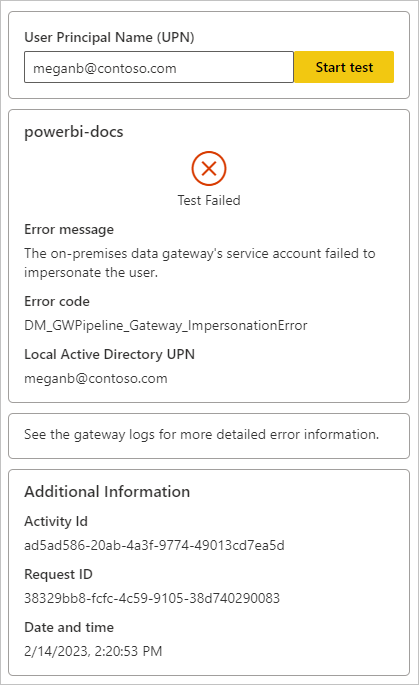 User Principal Name (UPN)
meganb@contoso.com
Start test
powerbi-docs
Test Failed
Error message
The on-premises data gateway's service account failed to
impersonate the user.
Error code
DM_GWPipeline_Gateway_ImpersonationError
Local Active Directory UPN
meganb@contoso.com
See the gateway logs for more detailed error information.
Additional Information
Activity Id
ad5ad586-20ab-4a3f-9774-49013cd7ea5d
Request ID
38329bb8-fcfc-4c59-9105-38d740290083
Date and time
2/14/2023, 2:20:53 PM